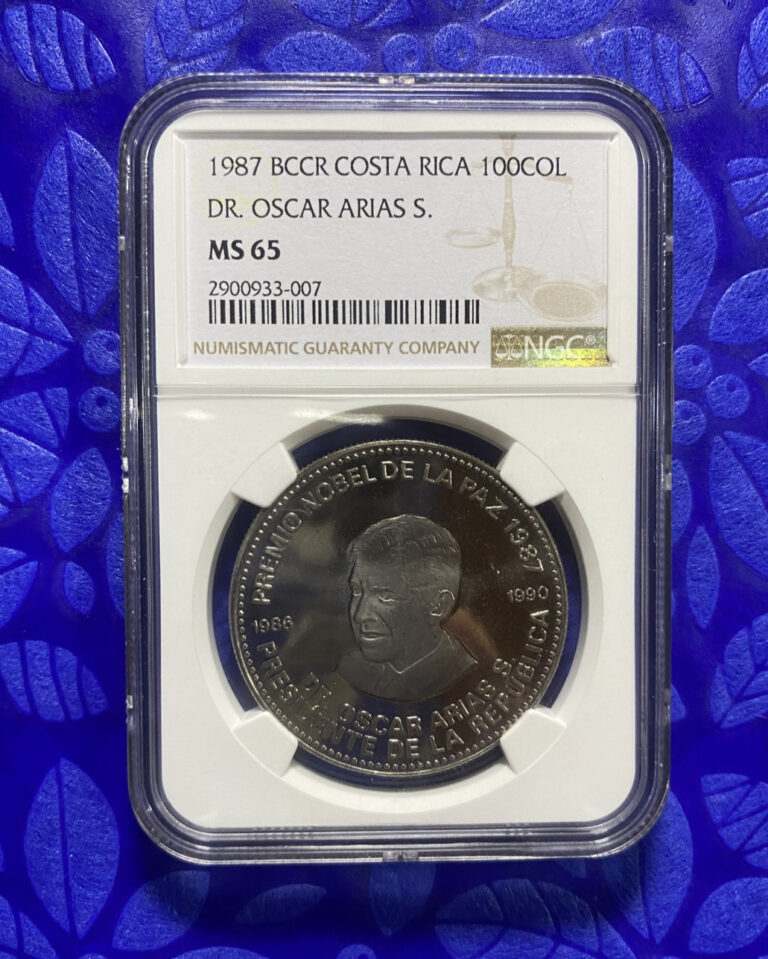 1987 BCCR COSTA RICA 100COL
DR. OSCAR ARIAS S.
MS 65
2900933-007
NUMISMATIC GUARANTY COMPANY
NGC®
PREMIO NOBEL DE LA PAZ 1987
1986
1990
DR. OSCAR ARIAS S.
PRESIDENTE DE LA REPÚBLICA